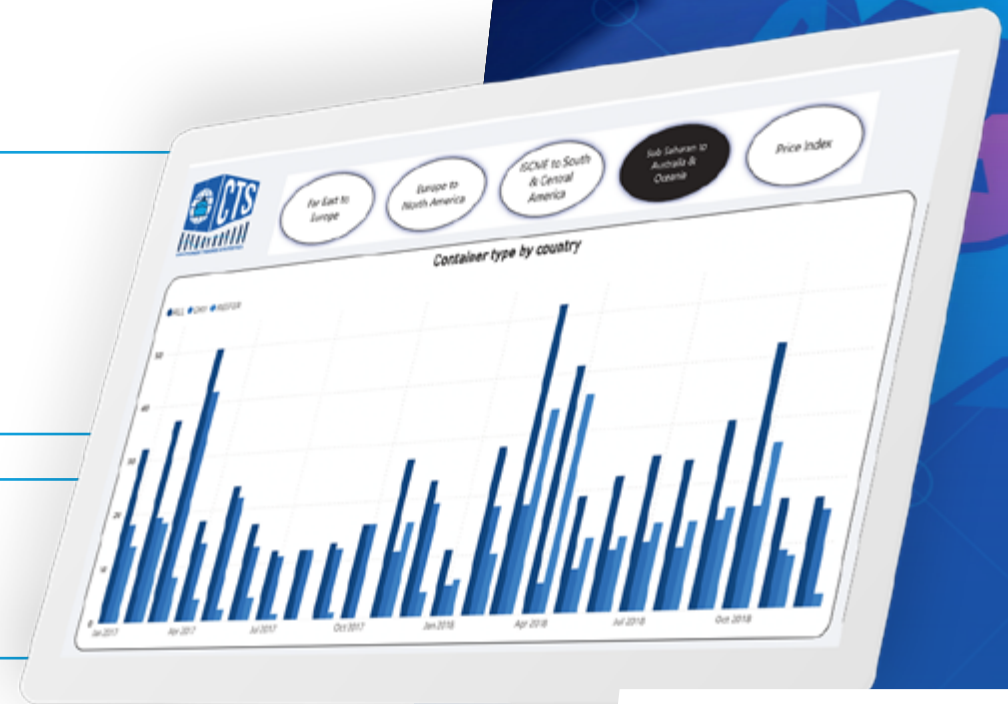 CTS
Far East to
Europe
Europe to
North America
ISCME to South
& Central
America
Sub Saharan to
Australia &
Oceania
Price Index
Container type by country
ALL DRY REEFER
50
40
30
20
10
0
Jan 2017
Apr 2017
Jul 2017
Oct 2017
Jan 2018
Apr 2018
Jul 2018
Oct 2018